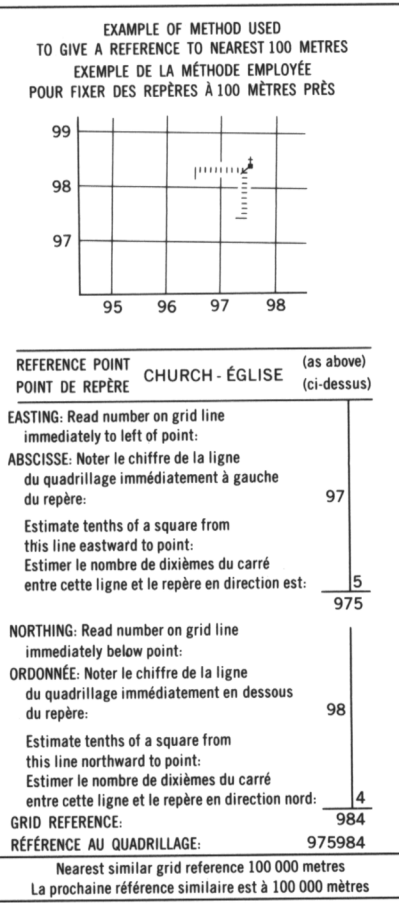 EXAMPLE OF METHOD USED
TO GIVE A REFERENCE TO NEAREST 100 METRES
EXEMPLE DE LA MÉTHODE EMPLOYÉE
POUR FIXER DES REPÈRES À 100 MÈTRES PRÈS
99
98
97
95 96 97 98
REFERENCE POINT
POINT DE REPÈRE
CHURCH - ÉGLISE
(as above)
(ci-dessus)
EASTING: Read number on grid line
immediately to left of point:
ABSCISSE: Noter le chiffre de la ligne
du quadrillage immédiatement à gauche
du repère: 97
Estimate tenths of a square from
this line eastward to point:
Estimer le nombre de dixièmes du carré
entre cette ligne et le repère en direction est: 5
975
NORTHING: Read number on grid line
immediately below point:
ORDONNÉE: Noter le chiffre de la ligne
du quadrillage immédiatement en dessous
du repère: 98
Estimate tenths of a square from
this line northward to point:
Estimer le nombre de dixièmes du carré
entre cette ligne et le repère en direction nord: 4
GRID REFERENCE: 984
RÉFÉRENCE AU QUADRILLAGE: 975984
Nearest similar grid reference 100 000 metres
La prochaine référence similaire est à 100 000 mètres